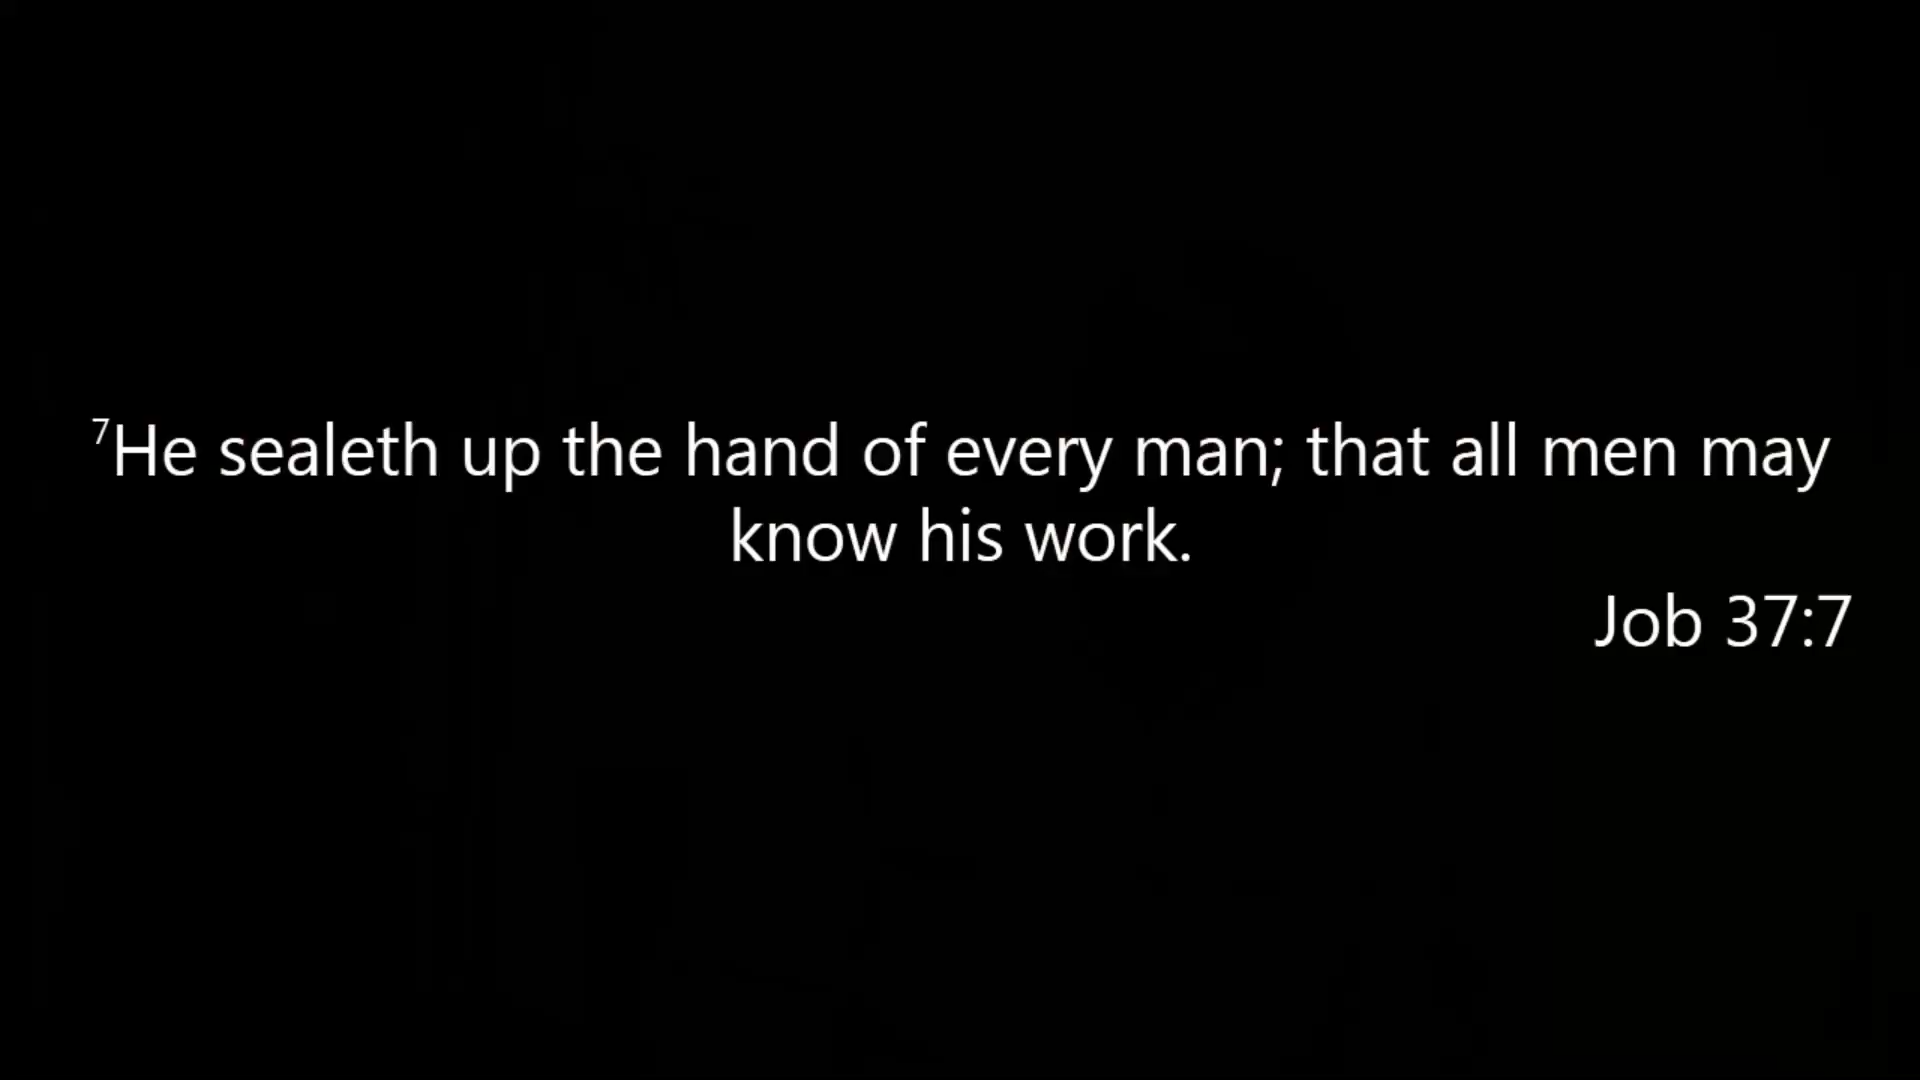 ⁷He sealeth up the hand of every man; that all men may
know his work.
Job 37:7